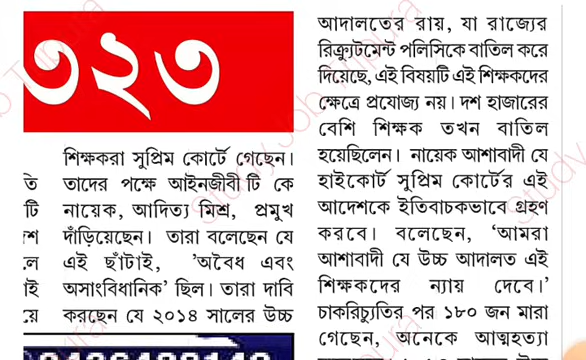 ৩২৩
শিক্ষকরা সুপ্রিম কোর্টে গেছেন।
তাদের পক্ষে আইনজীবী টি কে
নায়েক, আদিত্য মিশ্র, প্রমুখ
দাঁড়িয়েছেন। তারা বলেছেন যে
এই ছাঁটাই, 'অবৈধ এবং
অসাংবিধানিক' ছিল। তারা দাবি
করছেন যে ২০১৪ সালের উচ্চ
আদালতের রায়, যা রাজ্যের
রিক্রুটমেন্ট পলিসিকে বাতিল করে
দিয়েছে, এই বিষয়টি এই শিক্ষকদের
ক্ষেত্রে প্রযোজ্য নয়। দশ হাজারের
বেশি শিক্ষক তখন বাতিল
হয়েছিলেন। নায়েক আশাবাদী যে
হাইকোর্ট সুপ্রিম কোর্টের এই
আদেশকে ইতিবাচকভাবে গ্রহণ
করবে। বলেছেন, 'আমরা
আশাবাদী যে উচ্চ আদালত এই
শিক্ষকদের ন্যায় দেবে।'
চাকরিচ্যুতির পর ১৮০ জন মারা
গেছেন, অনেকে আত্মহত্যা